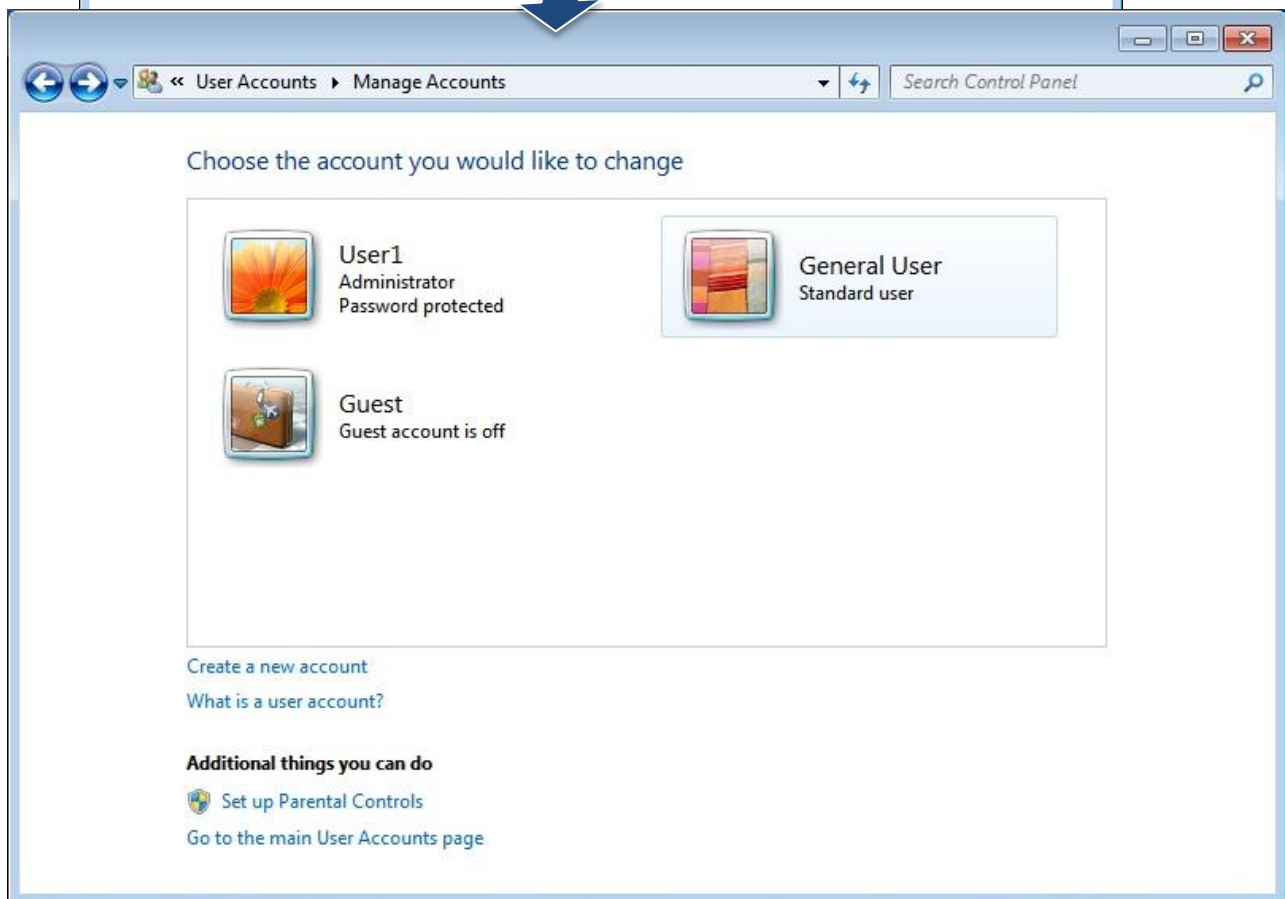 « User Accounts ▸ Manage Accounts
Search Control Panel
Choose the account you would like to change
User1
Administrator
Password protected
General User
Standard user
Guest
Guest account is off
Create a new account
What is a user account?
Additional things you can do
Set up Parental Controls
Go to the main User Accounts page